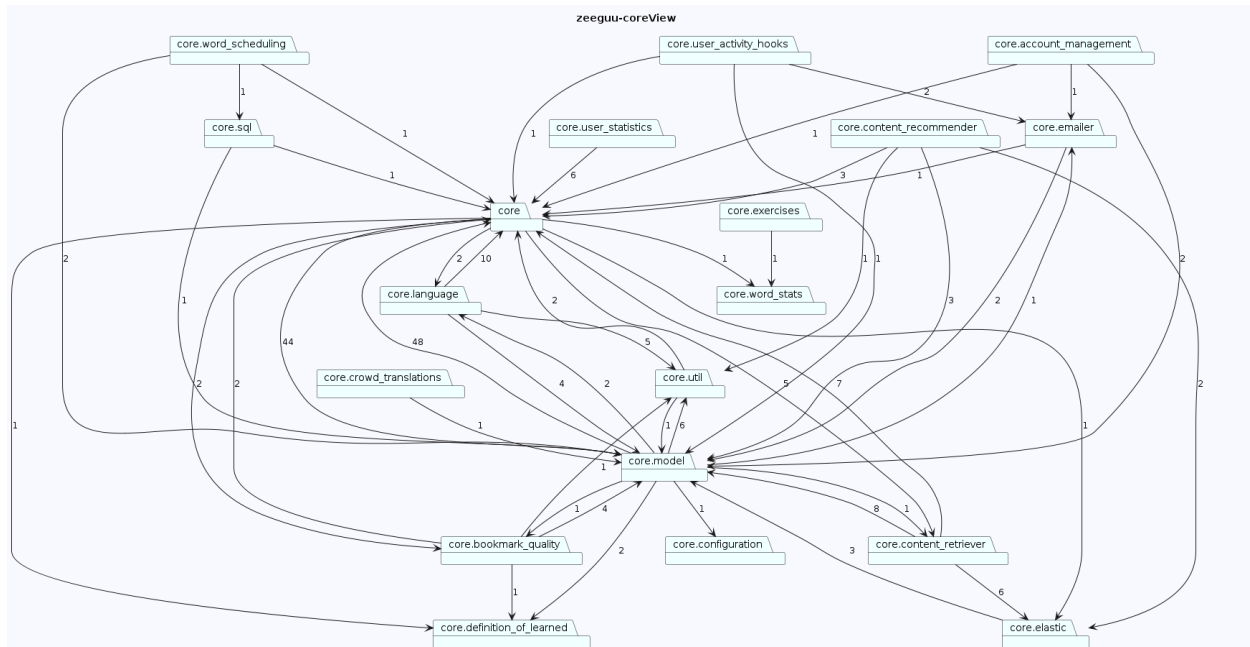 zeeguu-coreView
core.word_scheduling
core.user_activity_hooks
core.account_management
1
2
1
core.sql
core.user_statistics
core.content_recommender
core.emailer
1
1
1
1
6
3
1
core
core.exercises
2
2
10
1
1
1
1
2
1
core.language
core.word_stats
1
2
3
2
1
44
48
5
core.crowd_translations
core.util
2
2
4
2
5
7
2
1
1
1
6
1
core.model
1
1
4
1
8
1
core.bookmark_quality
core.configuration
core.content_retriever
2
3
1
6
core.definition_of_learned
core.elastic